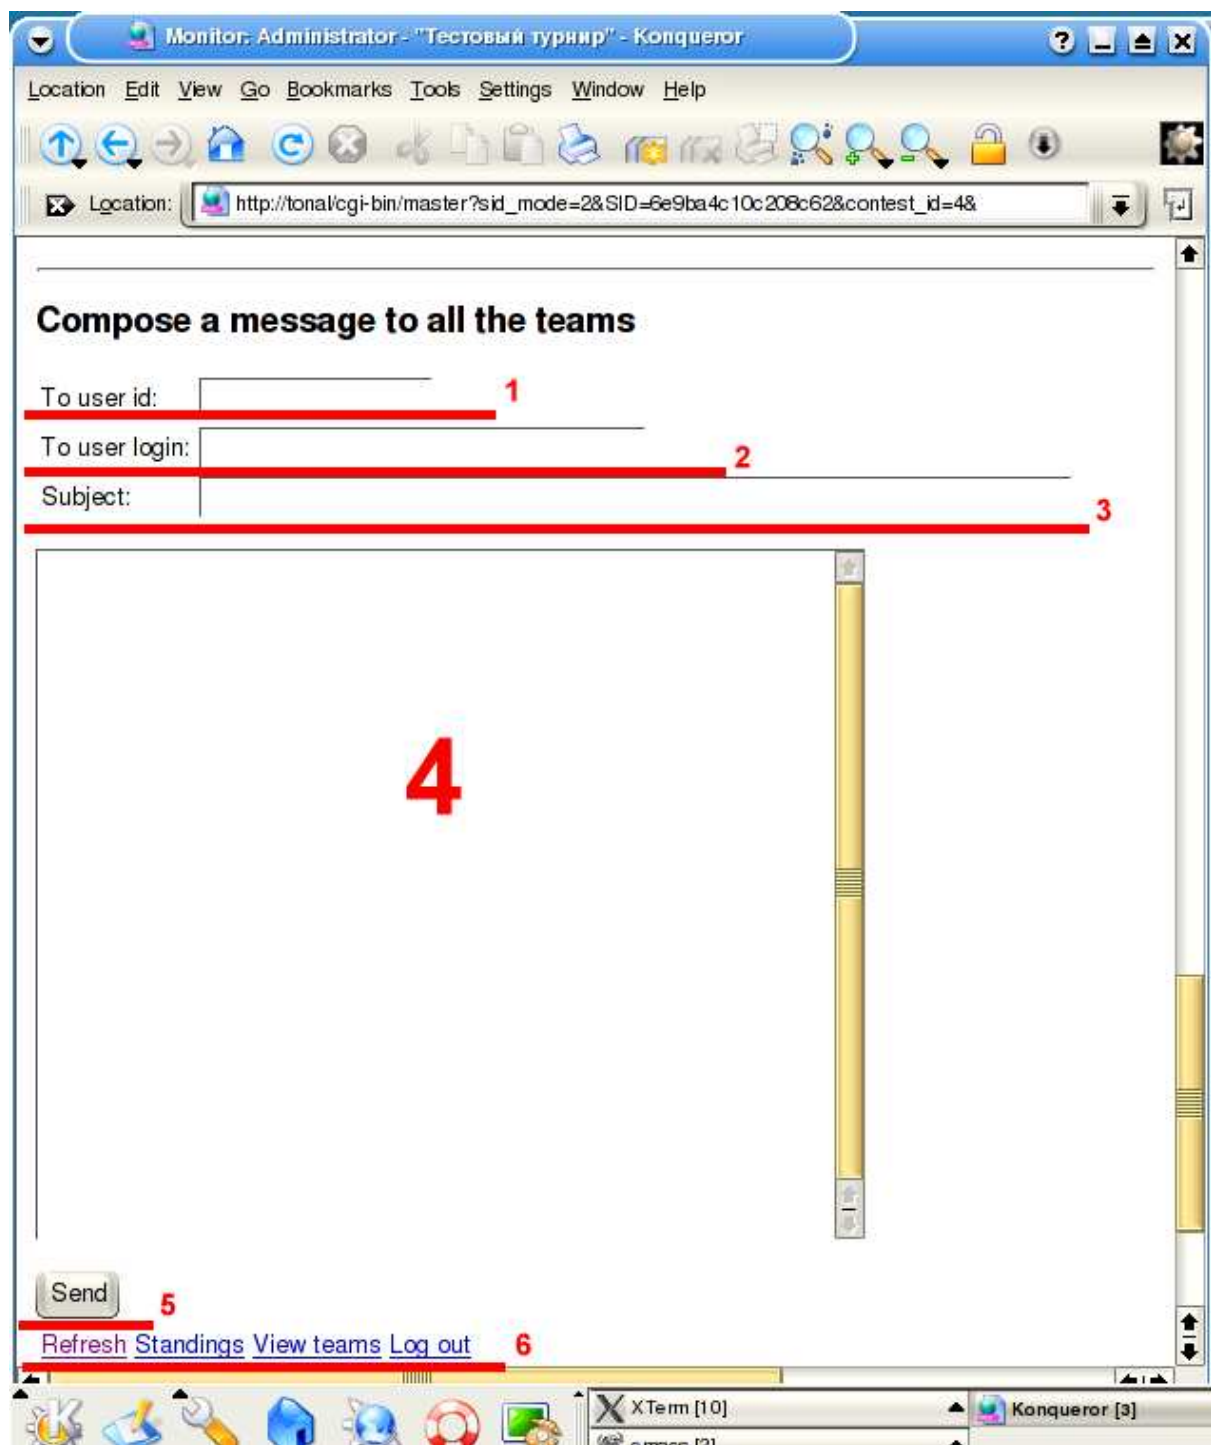 Monitor: Administrator - "Тестовый турнир" - Konqueror
Location Edit View Go Bookmarks Tools Settings Window Help
Location: http://tonal/cgi-bin/master?sid_mode=2&SID=6e9ba4c10c208c62&contest_id=4&
Compose a message to all the teams
To user id: 1
To user login: 2
Subject: 3
4
Send 5
Refresh Standings View teams Log out 6
XTerm [10] Konqueror [3]